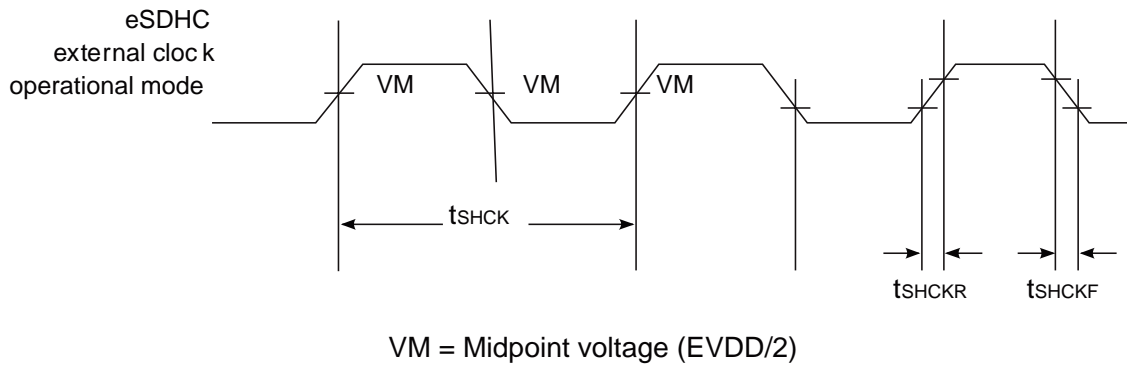 eSDHC
external clock
operational mode
VM VM VM
tSHCK
tSHCKR tSHCKF
VM = Midpoint voltage (EVDD/2)